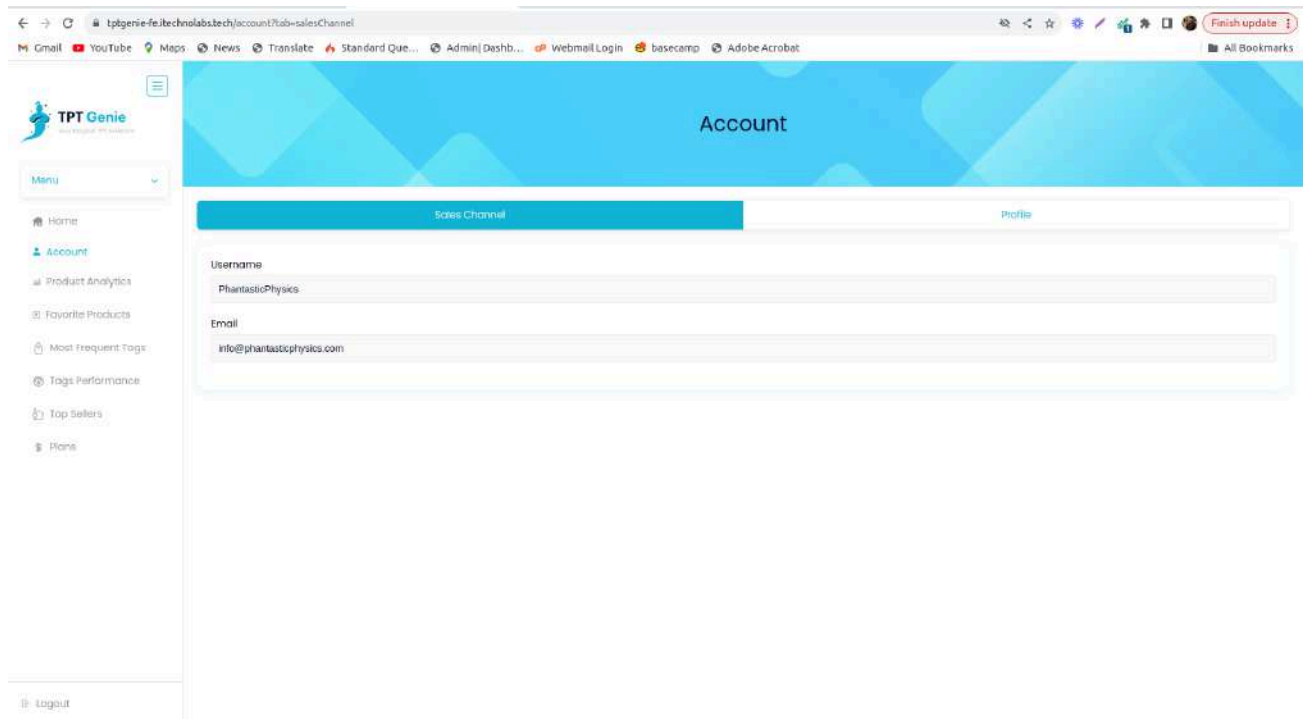 tptgenie-fe.itechnolabs.tech/account?tab=salesChannel
Finish update
Gmail YouTube Maps News Translate Standard Que... Admin| Dashb... Webmail Login basecamp Adobe Acrobat All Bookmarks
TPT Genie
Account
Menu
Home
Account
Product Analytics
Favorite Products
Most Frequent Tags
Tags Performance
Top Sellers
Plans
Logout
Sales Channel Profile
Username
PhantasticPhysics
Email
info@phantasticphysics.com